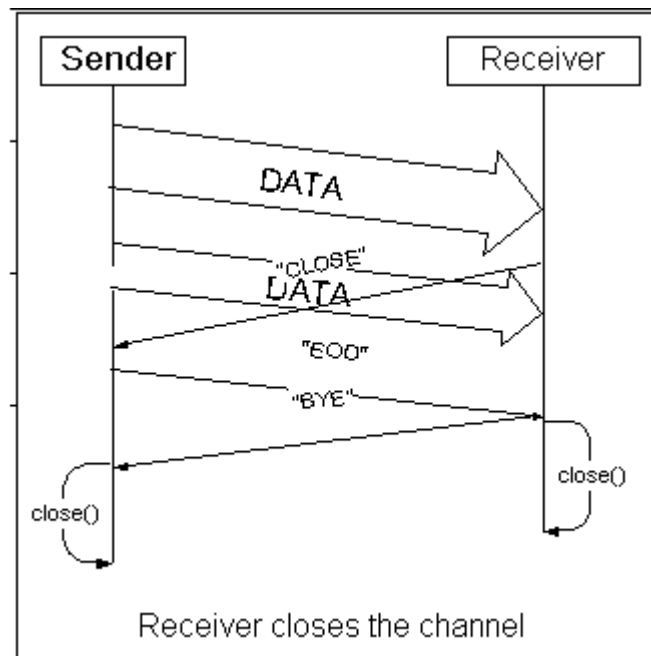 Sender
Receiver
DATA
"CLOSE"
DATA
"EOD"
"BYE"
close()
close()
Receiver closes the channel